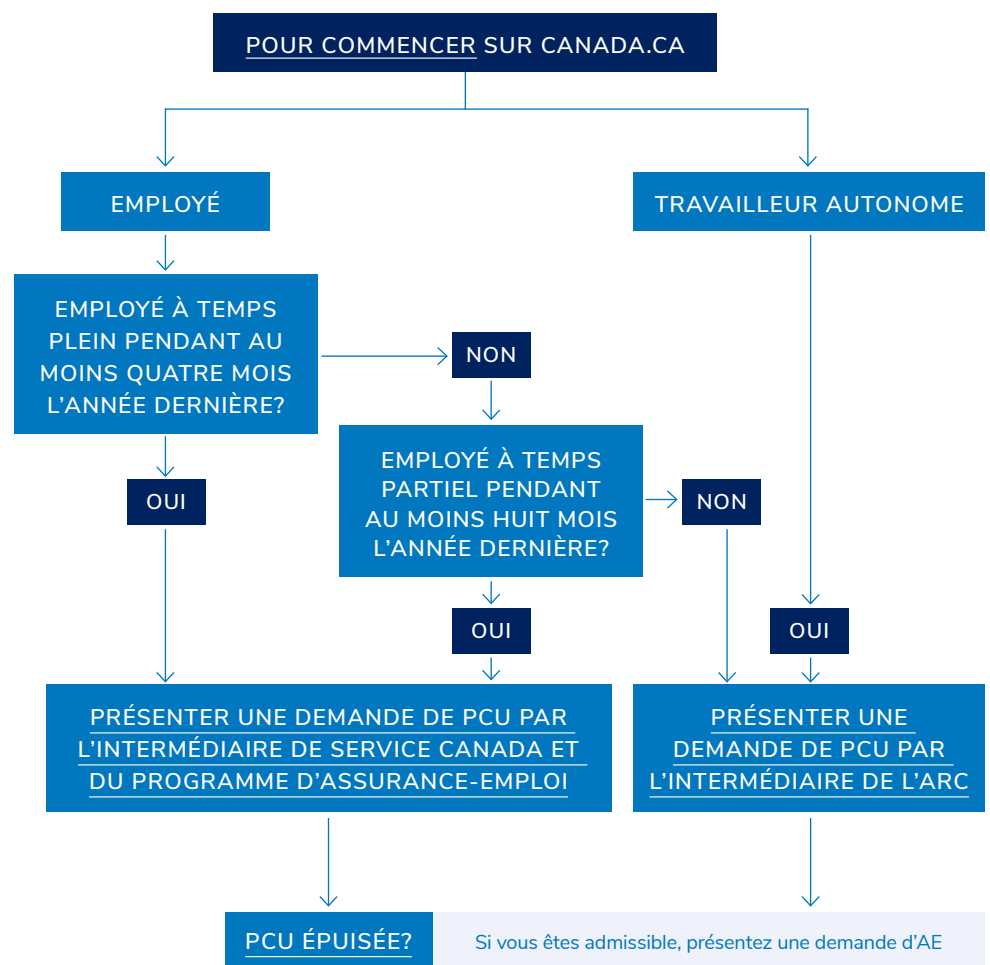 POUR COMMENCER SUR CANADA.CA
EMPLOYÉ
TRAVAILLEUR AUTONOME
EMPLOYÉ À TEMPS
PLEIN PENDANT AU
MOINS QUATRE MOIS
L’ANNÉE DERNIÈRE?
NON
EMPLOYÉ À TEMPS
PARTIEL PENDANT
AU MOINS HUIT MOIS
L’ANNÉE DERNIÈRE?
OUI
NON
OUI
OUI
PRÉSENTER UNE DEMANDE DE PCU PAR
L’INTERMÉDIAIRE DE SERVICE CANADA ET
DU PROGRAMME D’ASSURANCE-EMPLOI
PRÉSENTER UNE
DEMANDE DE PCU PAR
L’INTERMÉDIAIRE DE L’ARC
PCU ÉPUISÉE?
Si vous êtes admissible, présentez une demande d’AE